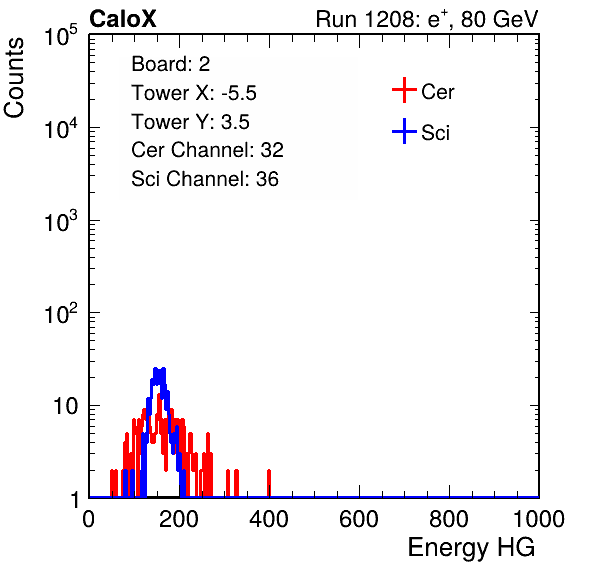 CaloX Run 1208: e⁺, 80 GeV
Counts
10⁵
10⁴
10³
10²
10
1
Board: 2
Tower X: -5.5
Tower Y: 3.5
Cer Channel: 32
Sci Channel: 36
Cer
Sci
0 200 400 600 800 1000
Energy HG